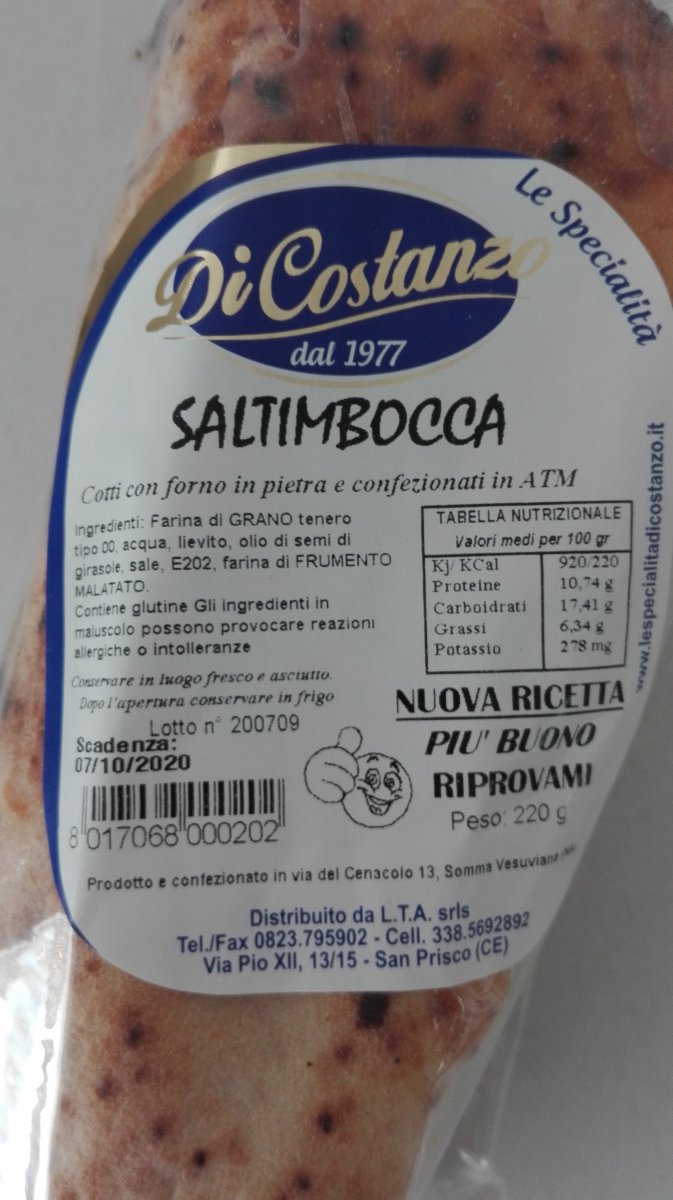 Le Specialità
Di Costanzo
dal 1977
SALTIMBOCCA
Cotti con forno in pietra e confezionati in ATM
Ingredienti: Farina di GRANO tenero
tipo 00, acqua, lievito, olio di semi di
girasole, sale, E202, farina di FRUMENTO
MALATATO.
Contiene glutine Gli ingredienti in
maiuscolo possono provocare reazioni
allergiche o intolleranze
Conservare in luogo fresco e asciutto.
Dopo l'apertura conservare in frigo
Lotto n° 200709
Scadenza:
07/10/2020
8 017068 000202
TABELLA NUTRIZIONALE
Valori medi per 100 gr
Kj/ KCal 920/220
Proteine 10,74 g
Carboidrati 17,41 g
Grassi 6,34 g
Potassio 278 mg
www.lespecialitadicostanzo.it
NUOVA RICETTA
PIU' BUONO
RIPROVAMI
Peso: 220 g
Prodotto e confezionato in via del Cenacolo 13, Somma Vesuviana (NA)
Distribuito da L.T.A. srls
Tel./Fax 0823.795902 - Cell. 338.5692892
Via Pio XII, 13/15 - San Prisco (CE)